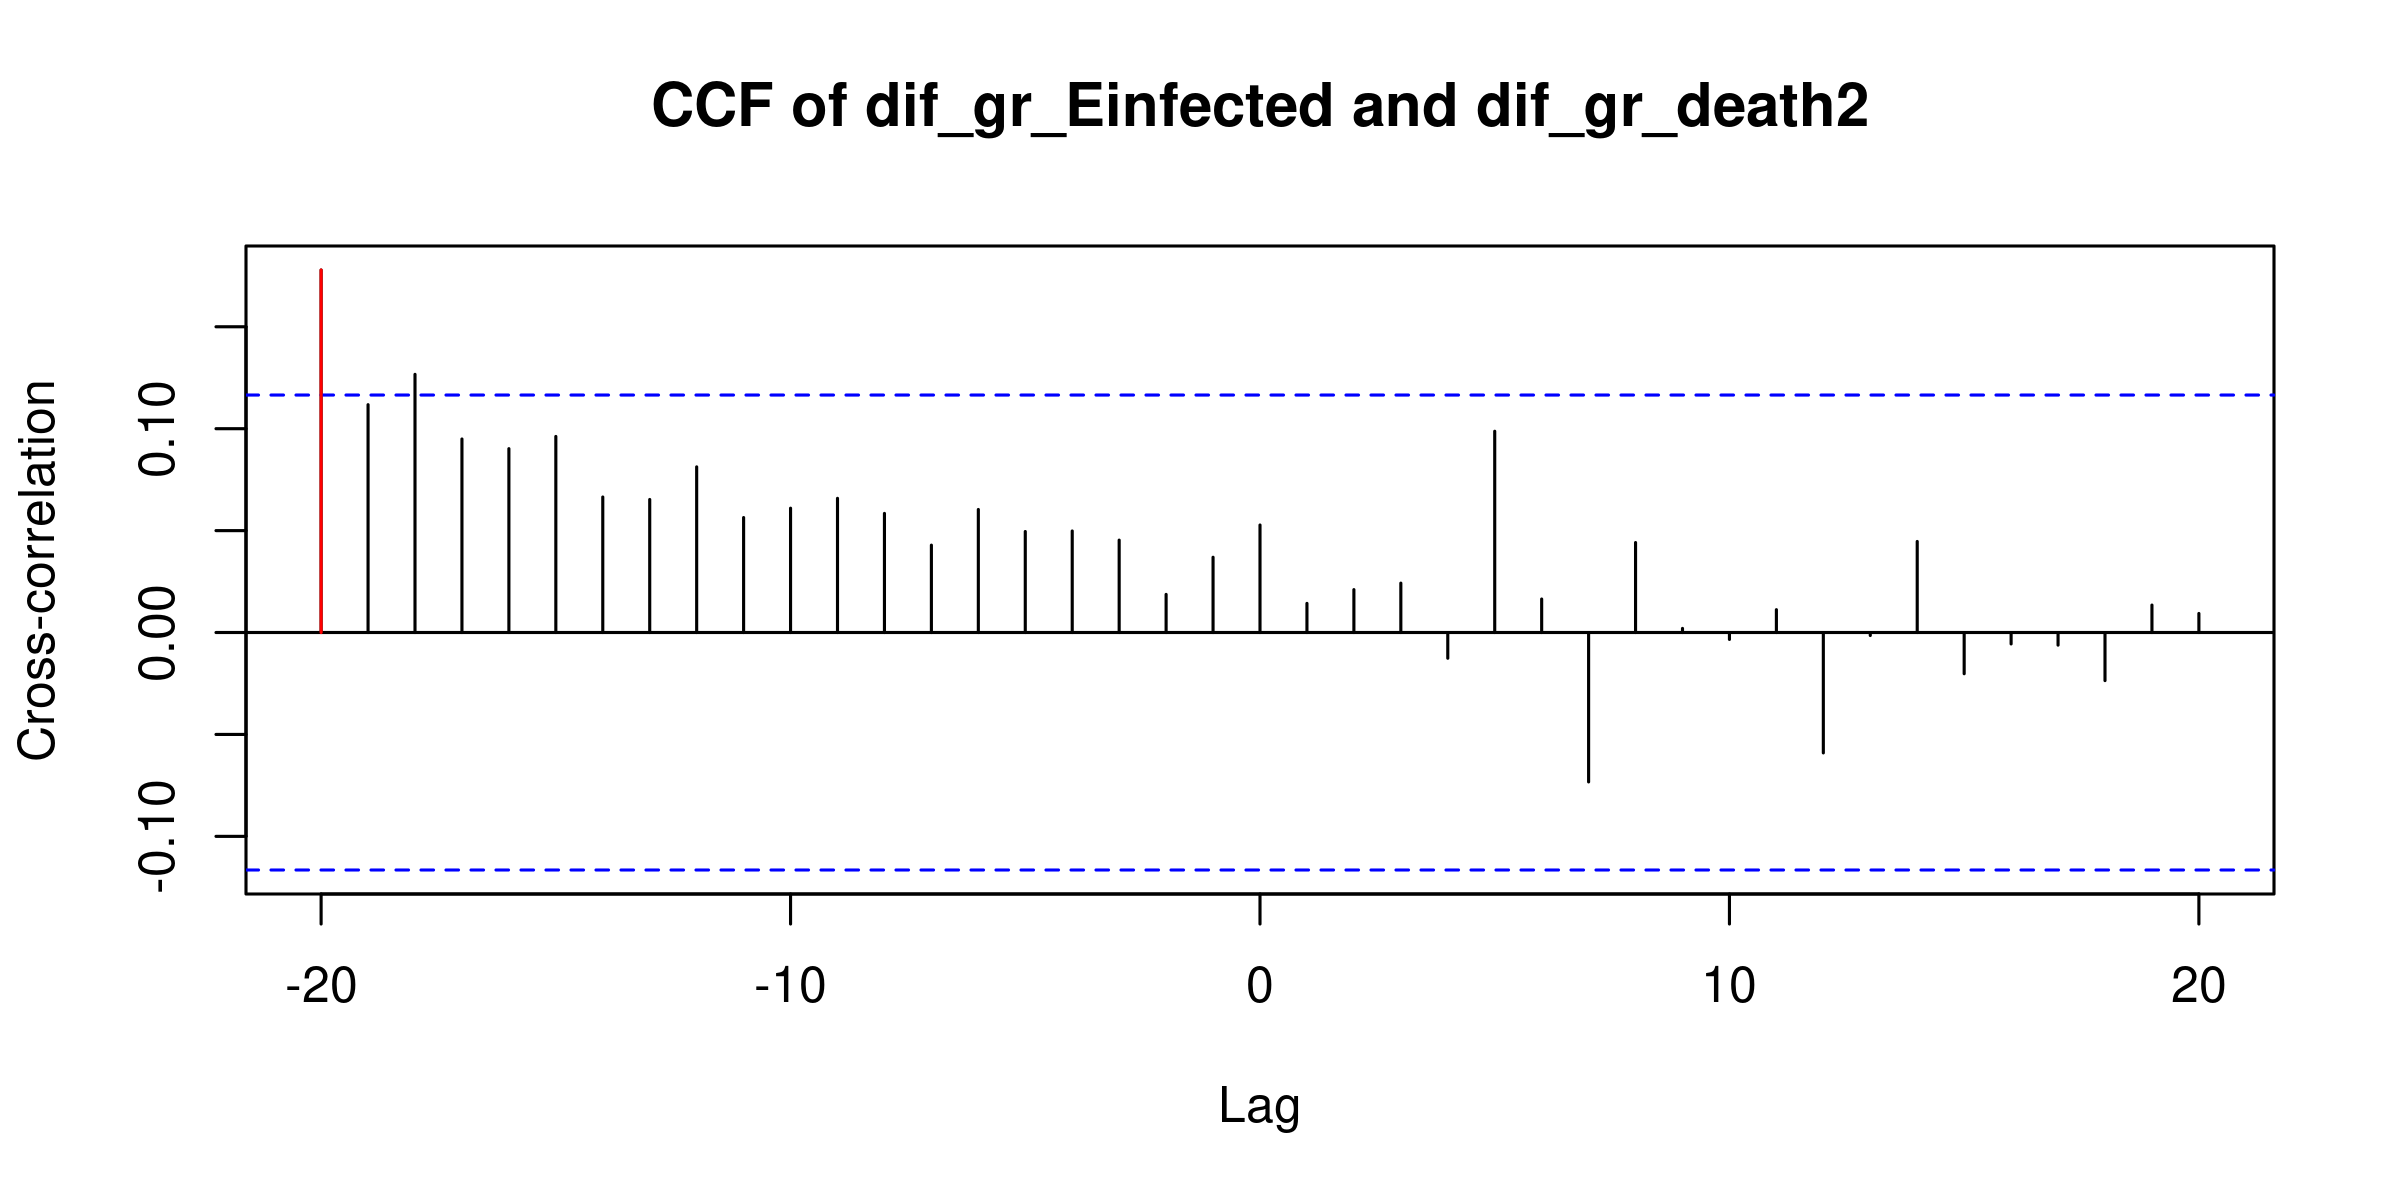 CCF of dif_gr_Einfected and dif_gr_death2
Cross-correlation
0.10
0.00
-0.10
-20
-10
0
10
20
Lag